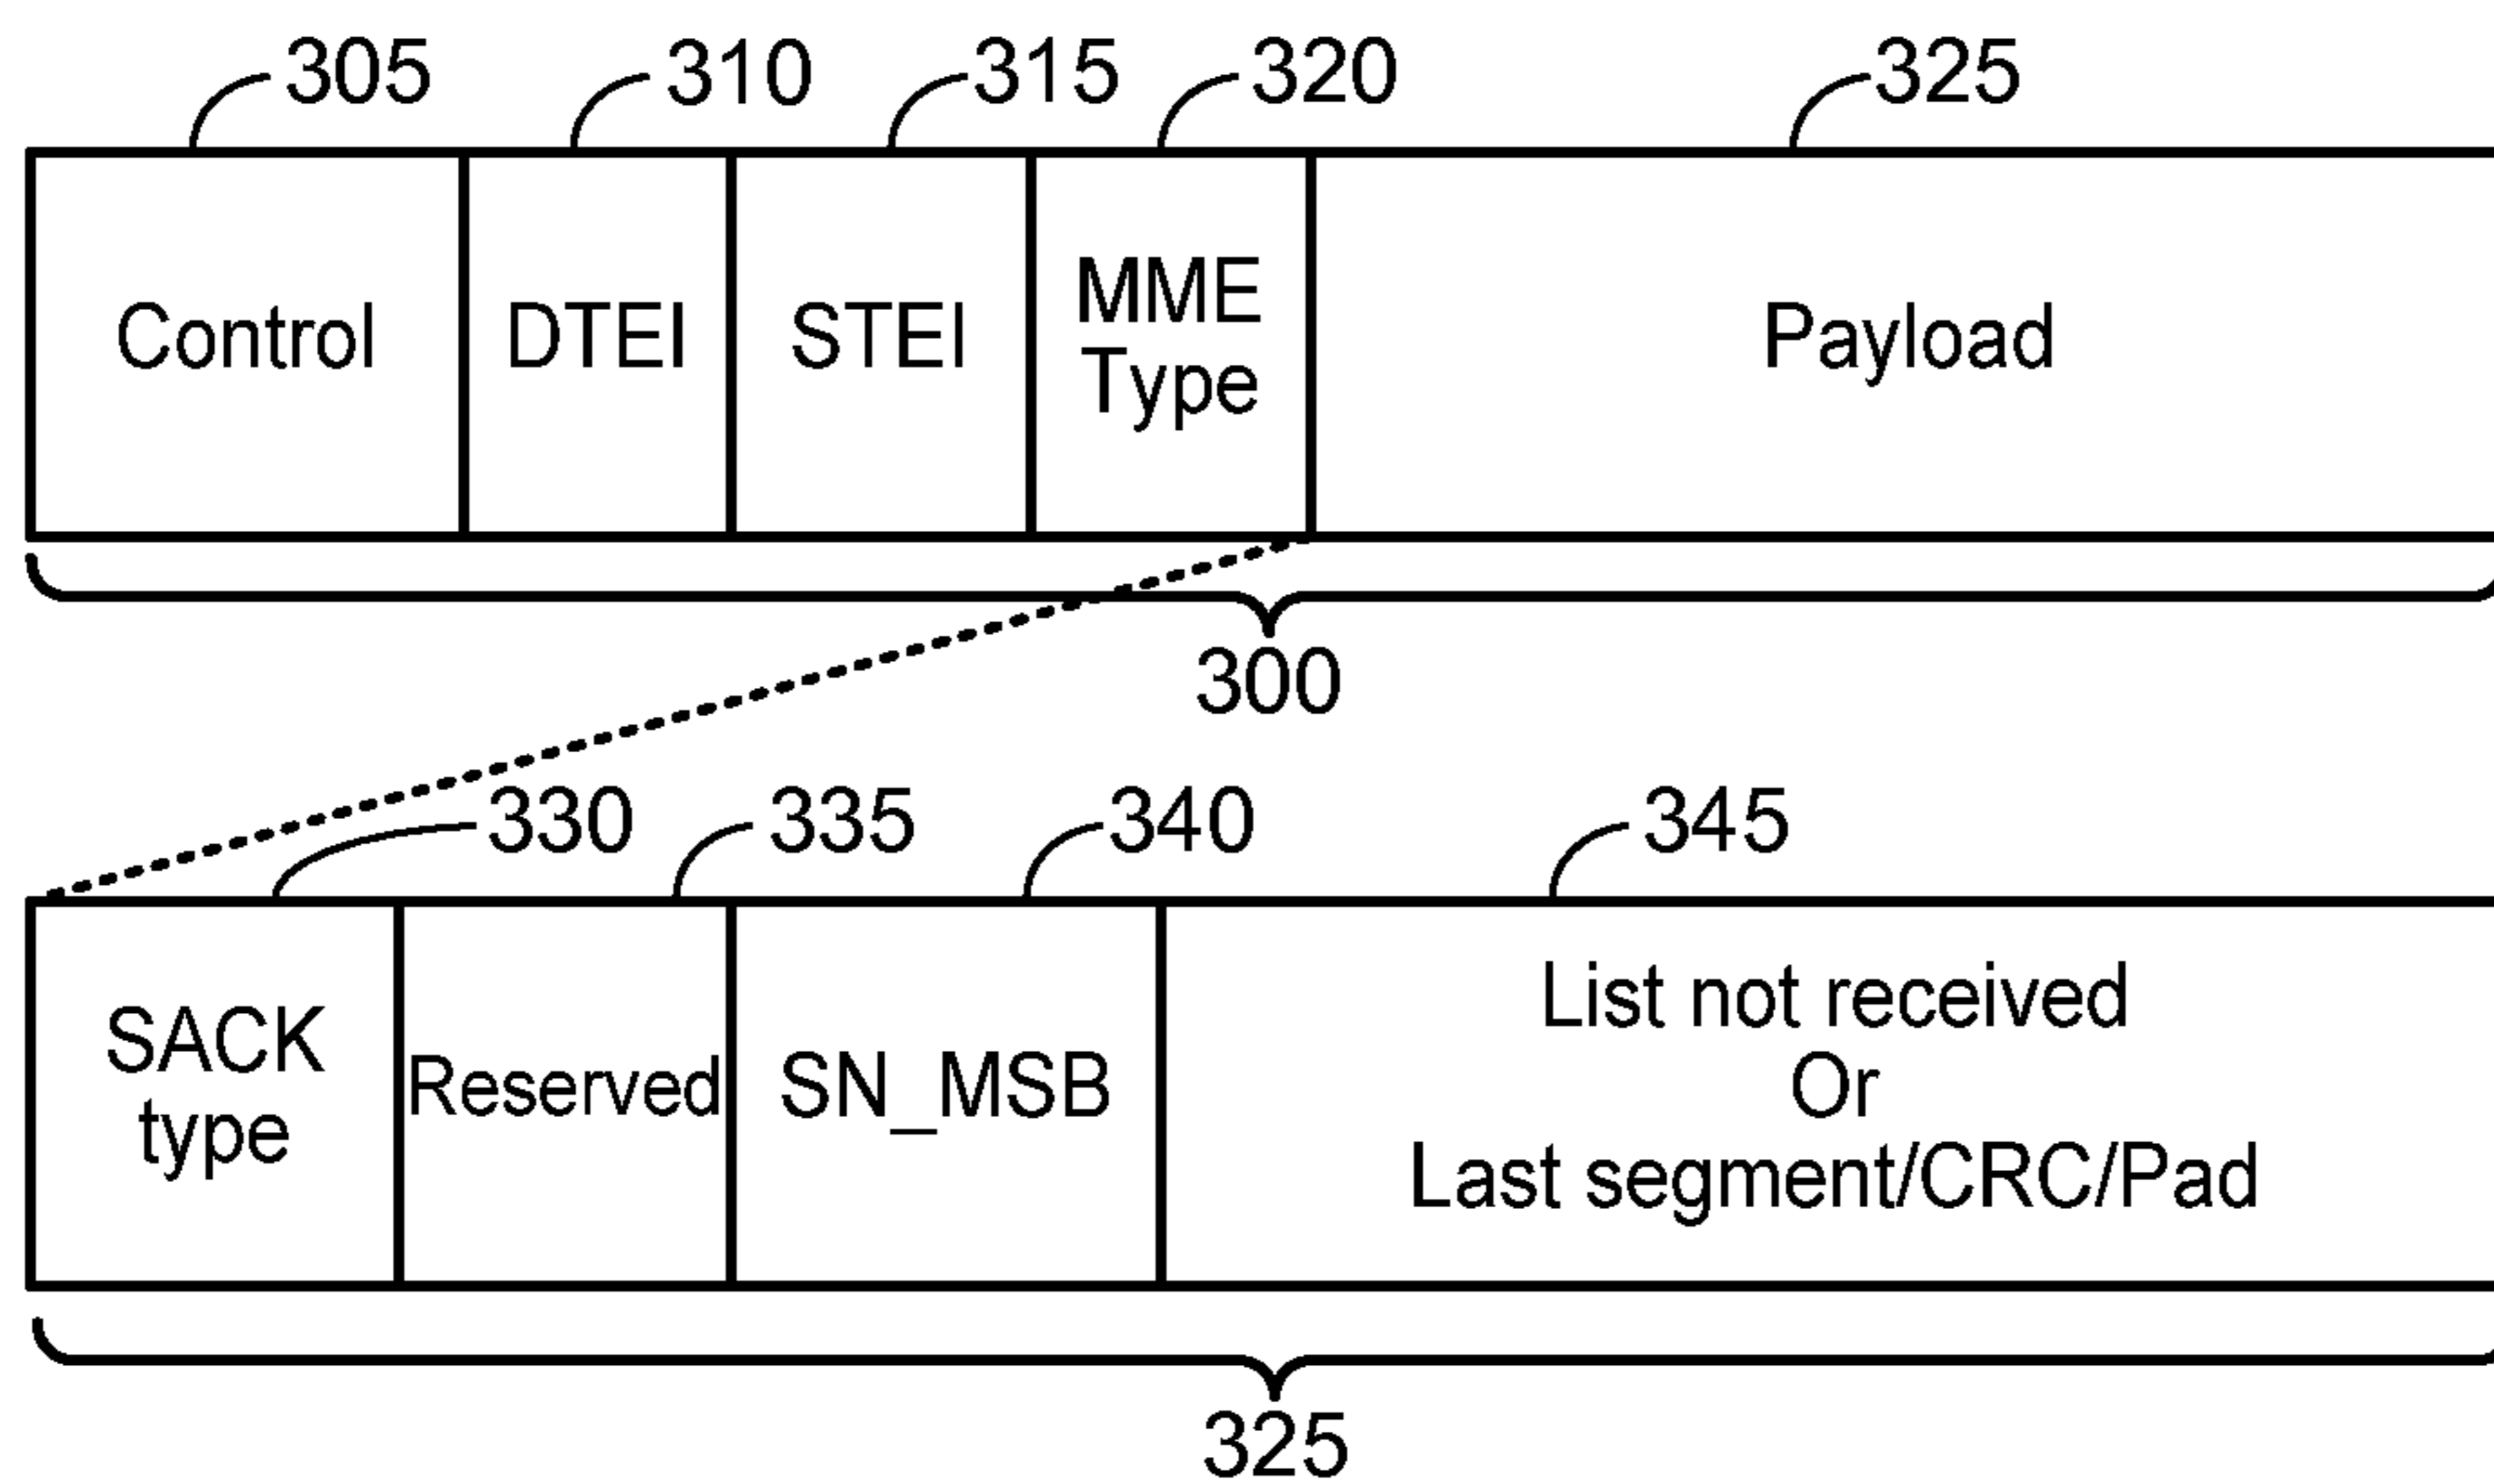 305 310 315 320 325
Control DTEI STEI MME Type Payload
300
330 335 340 345
SACK type Reserved SN_MSB List not received
Or
Last segment/CRC/Pad
325